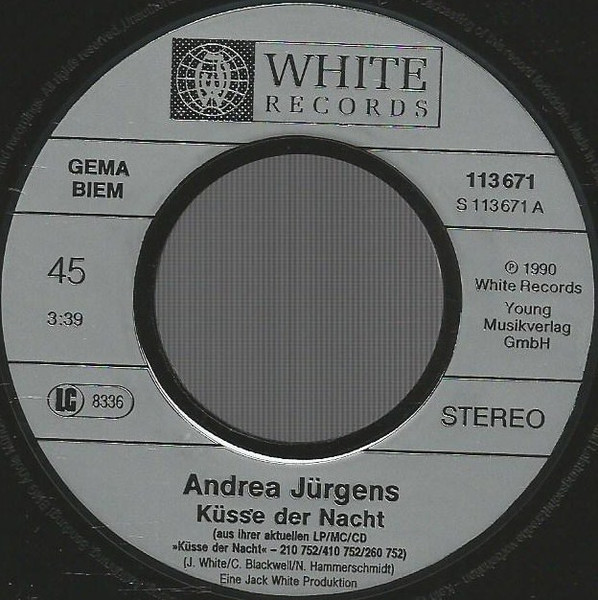 WHITE
RECORDS
GEMA
BIEM
113671
S 113671 A
45
3:39
℗ 1990
White Records
Young
Musikverlag
GmbH
LC 8336
STEREO
Andrea Jürgens
Küsse der Nacht
(aus ihrer aktuellen LP/MC/CD
»Küsse der Nacht« – 210 752/410 752/260 752)
(J. White/C. Blackwell/N. Hammerschmidt)
Eine Jack White Produktion